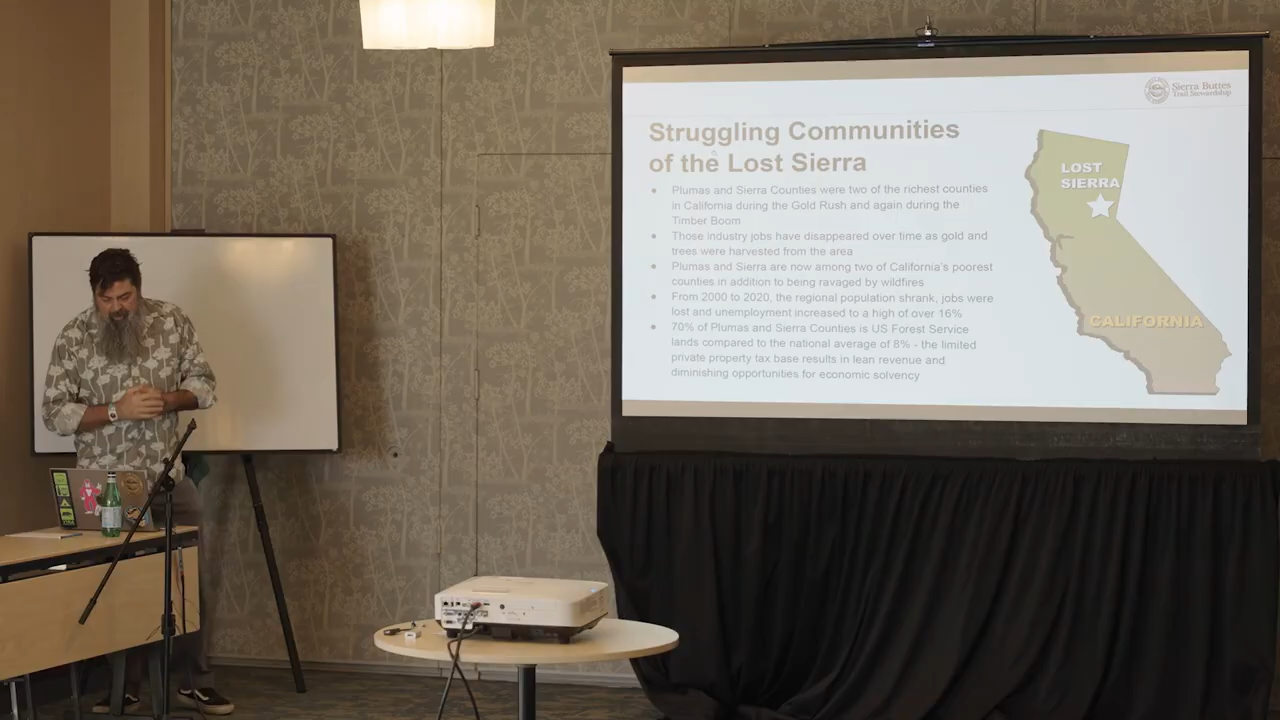 Sierra Buttes
Trail Stewardship
Struggling Communities
of the Lost Sierra
• Plumas and Sierra Counties were two of the richest counties
in California during the Gold Rush and again during the
Timber Boom
• Those industry jobs have disappeared over time as gold and
trees were harvested from the area
• Plumas and Sierra are now among two of California's poorest
counties in addition to being ravaged by wildfires
• From 2000 to 2020, the regional population shrank, jobs were
lost and unemployment increased to a high of over 16%
• 70% of Plumas and Sierra Counties is US Forest Service
lands compared to the national average of 8% - the limited
private property tax base results in lean revenue and
diminishing opportunities for economic solvency
LOST
SIERRA
CALIFORNIA